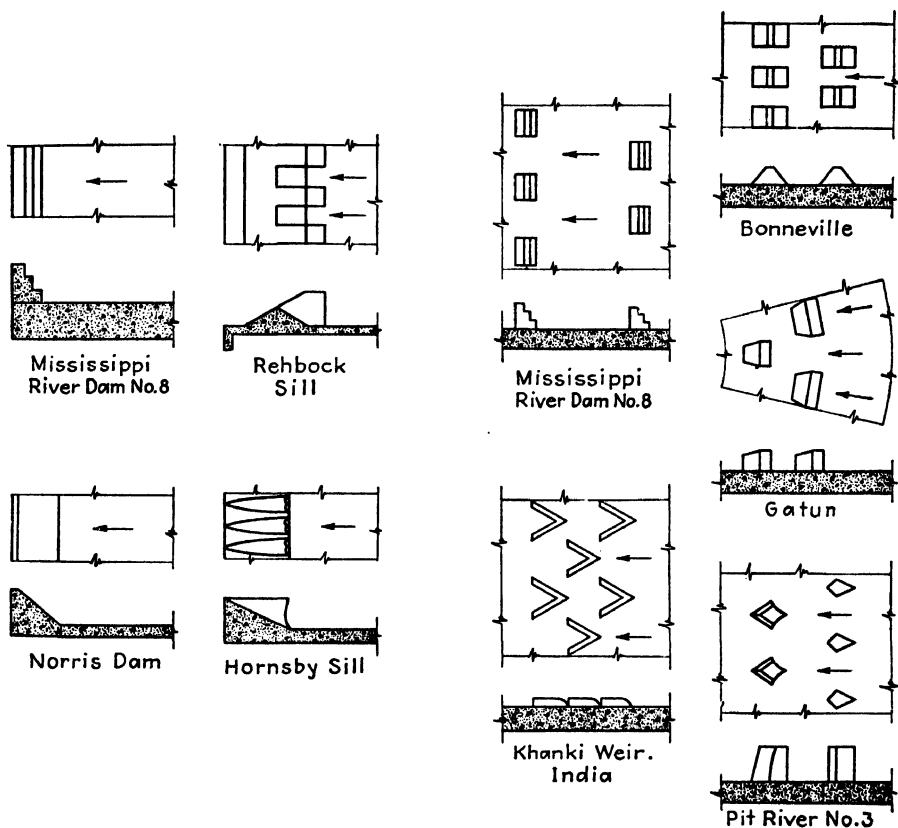 Mississippi
River Dam No.8
Rehbock
Sill
Mississippi
River Dam No.8
Bonneville
Gatun
Norris Dam
Hornsby Sill
Khanki Weir.
India
Pit River No.3